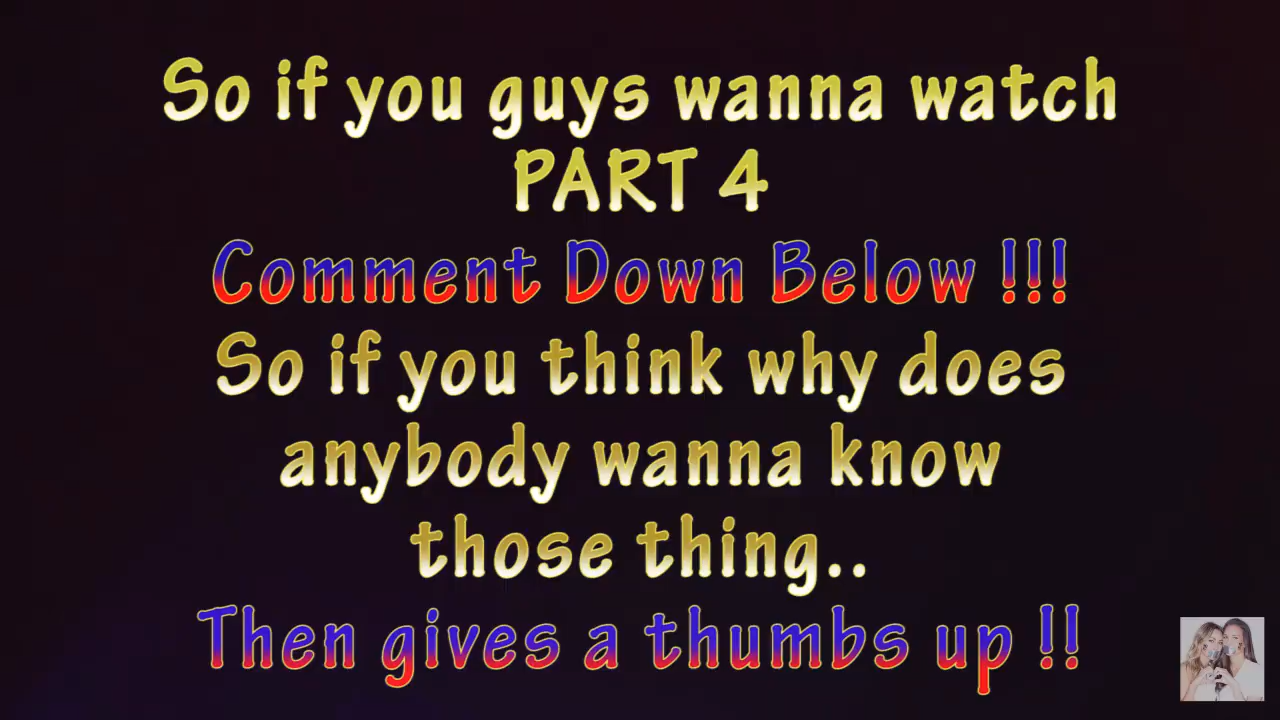 So if you guys wanna watch
PART 4
Comment Down Below !!!
So if you think why does
anybody wanna know
those thing..
Then gives a thumbs up !!